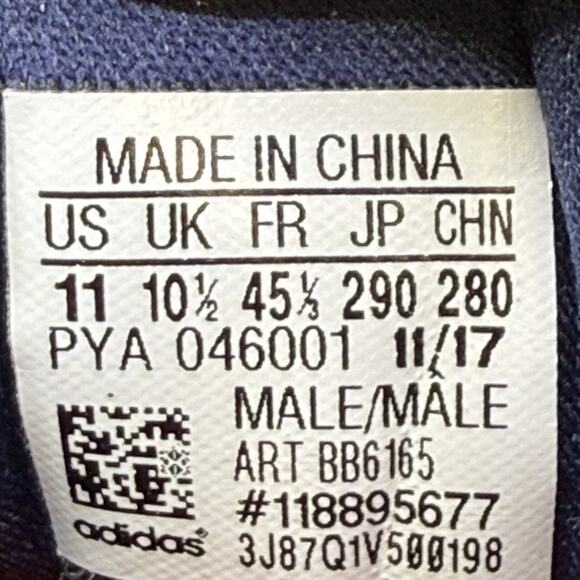 MADE IN CHINA
US UK FR JP CHN
11 10½ 45⅓ 290 280
PYA 046001 11/17
MALE/MÂLE
ART BB6165
#118895677
adidas®
3J87Q1V500198